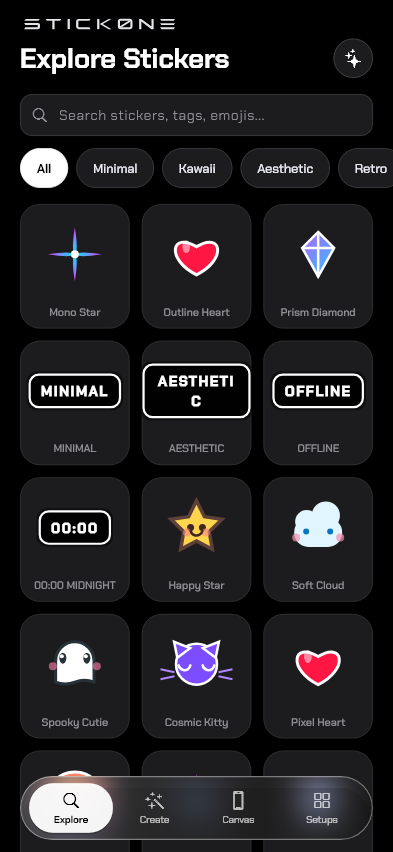 STICKONE
Explore Stickers
Search stickers, tags, emojis...
All
Minimal
Kawaii
Aesthetic
Retro
Mono Star
Outline Heart
Prism Diamond
MINIMAL
AESTHETI
C
OFFLINE
MINIMAL
AESTHETIC
OFFLINE
00:00
00:00 MIDNIGHT
Happy Star
Soft Cloud
Spooky Cutie
Cosmic Kitty
Pixel Heart
Explore
Create
Canvas
Setups